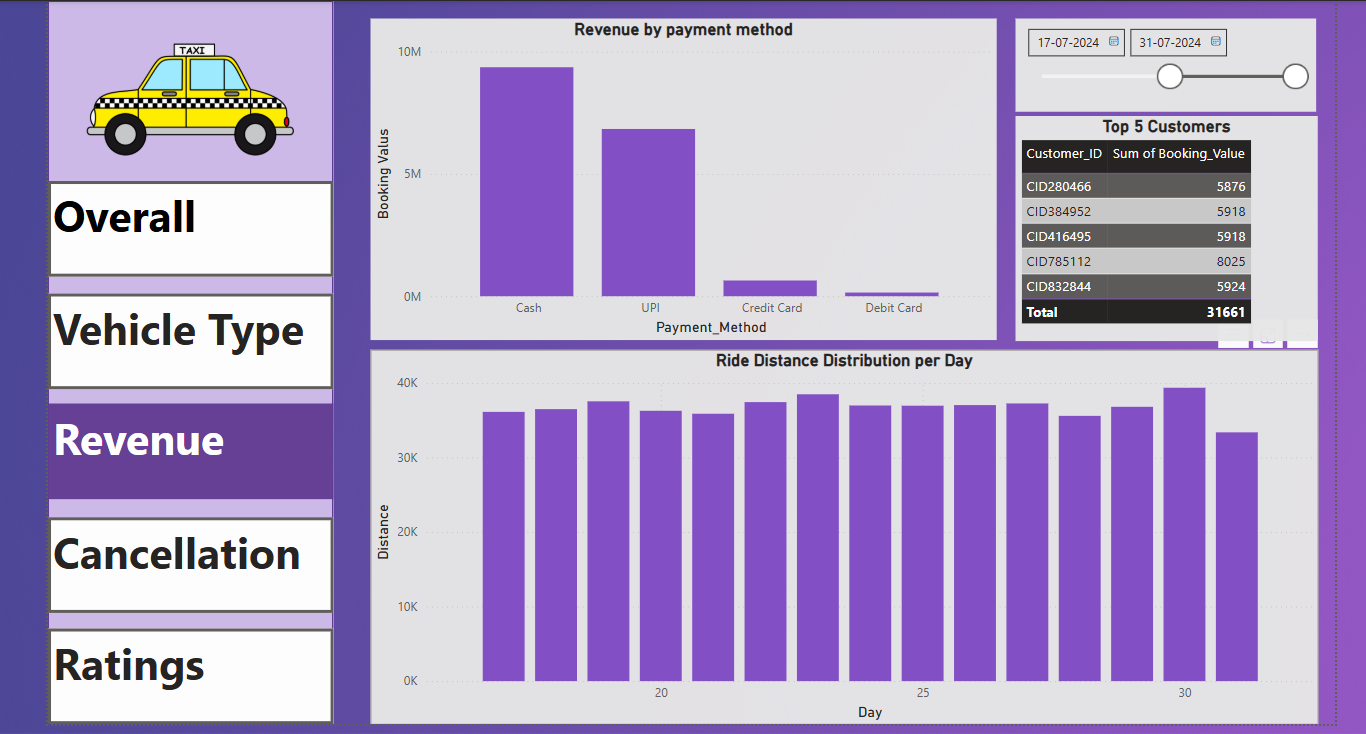 TAXI
Overall
Vehicle Type
Revenue
Cancellation
Ratings
Revenue by payment method
Booking Valus
10M
5M
0M
Cash UPI Credit Card Debit Card
Payment_Method
17-07-2024 31-07-2024
Top 5 Customers
Customer_ID Sum of Booking_Value
CID280466 5876
CID384952 5918
CID416495 5918
CID785112 8025
CID832844 5924
Total 31661
Ride Distance Distribution per Day
Distance
40K
30K
20K
10K
0K
20 25 30
Day